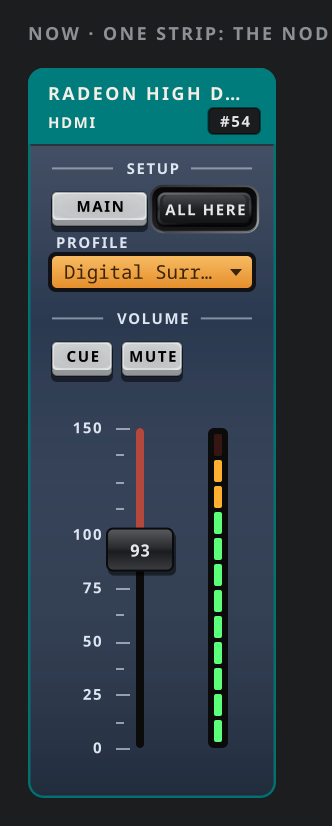 NOW · ONE STRIP: THE NOD
RADEON HIGH D…
HDMI
#54
SETUP
MAIN
ALL HERE
PROFILE
Digital Surr…
VOLUME
CUE
MUTE
150
100
93
75
50
25
0